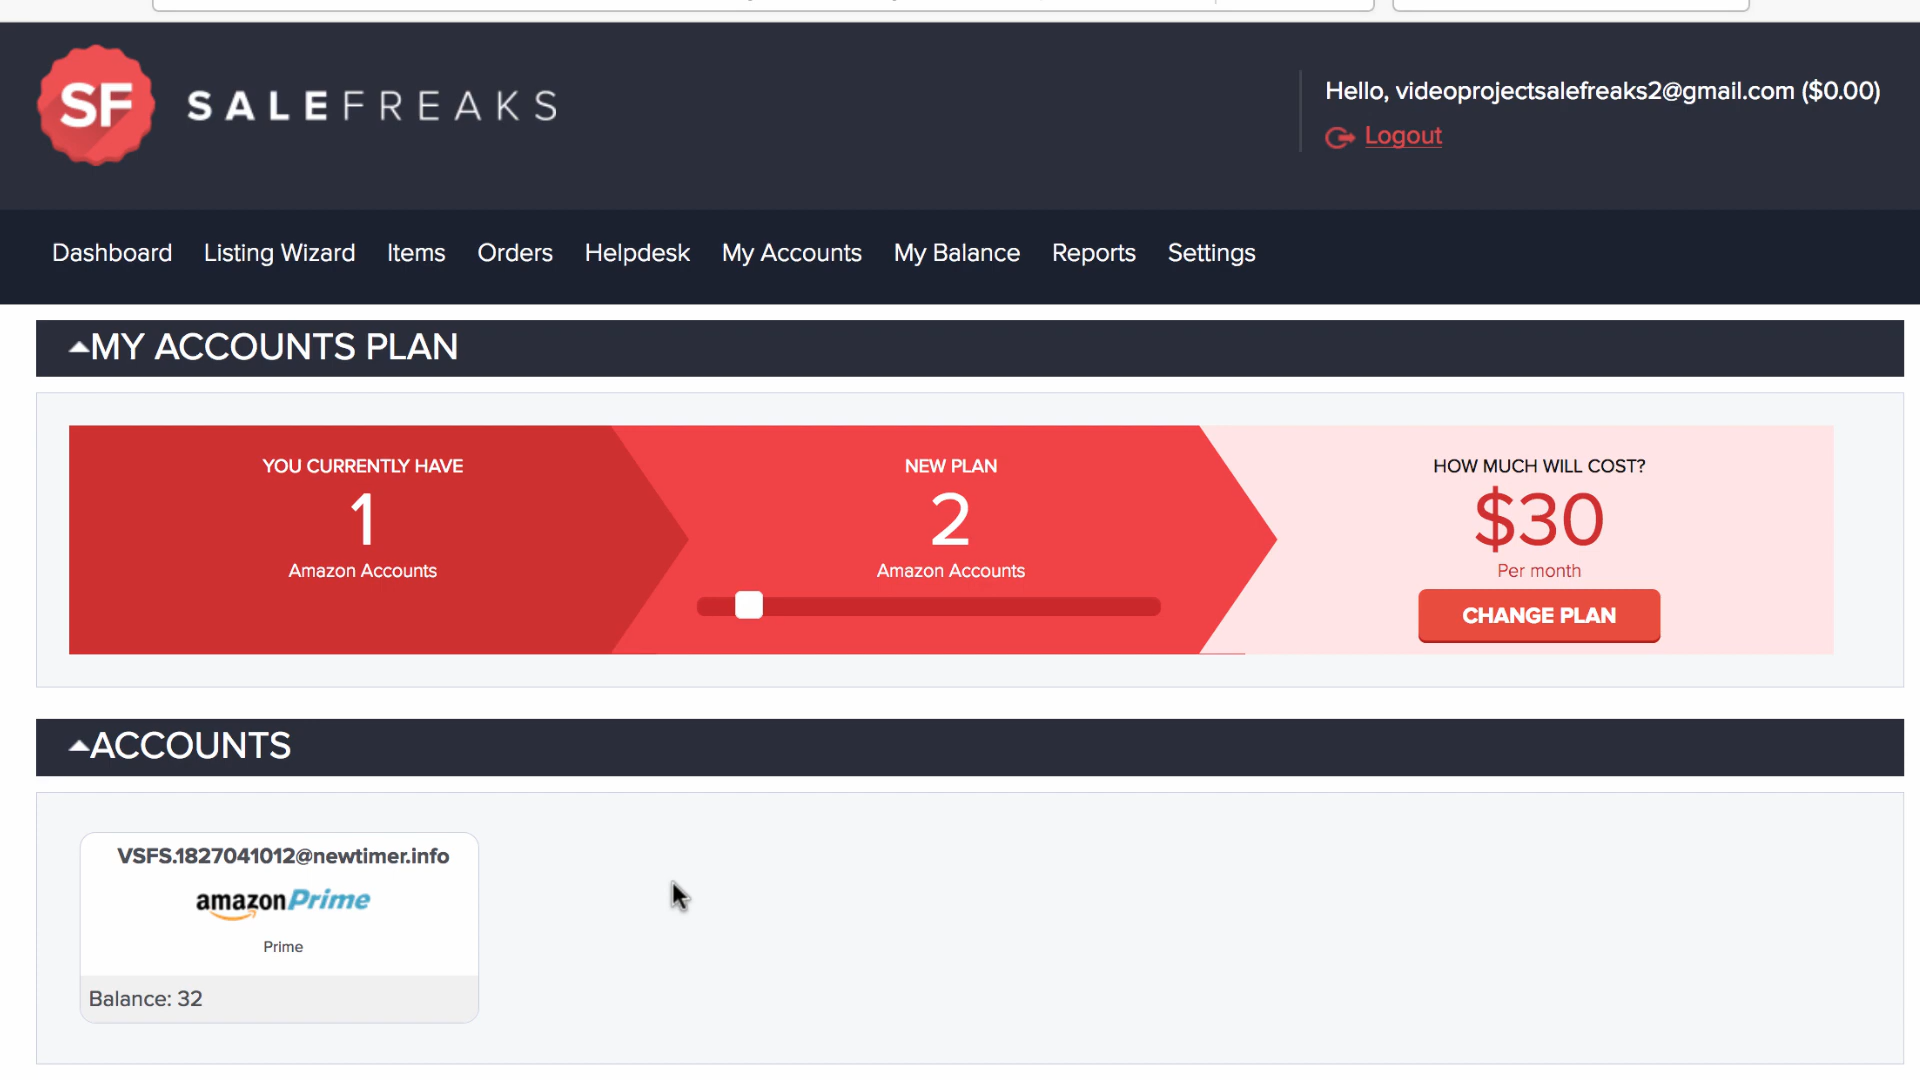 SF
SALEFREAKS
Hello, videoprojectsalefreaks2@gmail.com ($0.00)
Logout
Dashboard Listing Wizard Items Orders Helpdesk My Accounts My Balance Reports Settings
MY ACCOUNTS PLAN
YOU CURRENTLY HAVE
1
Amazon Accounts
NEW PLAN
2
Amazon Accounts
HOW MUCH WILL COST?
$30
Per month
CHANGE PLAN
ACCOUNTS
VSFS.1827041012@newtimer.info
amazonPrime
Prime
Balance: 32